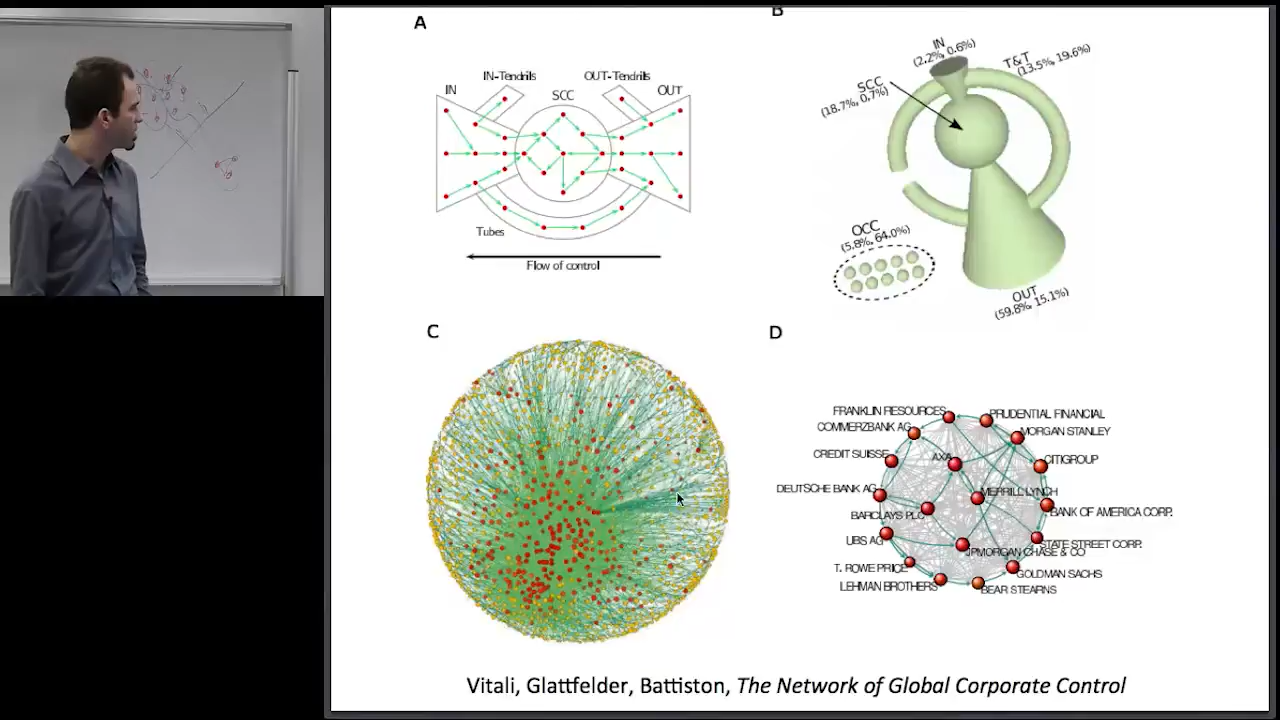 A
IN-Tendrils
OUT-Tendrils
IN
SCC
OUT
Tubes
Flow of control
B
IN
(2.2%, 0.6%)
T&T
(13.5%, 19.6%)
SCC
(18.7%, 0.7%)
OCC
(5.8%, 64.0%)
OUT
(59.8%, 15.1%)
C
D
FRANKLIN RESOURCES
PRUDENTIAL FINANCIAL
COMMERZBANK AG
MORGAN STANLEY
CREDIT SUISSE
AXA
CITIGROUP
DEUTSCHE BANK AG
MERRILL LYNCH
BARCLAYS PLC
BANK OF AMERICA CORP.
UBS AG
STATE STREET CORP.
JPMORGAN CHASE & CO
T. ROWE PRICE
GOLDMAN SACHS
LEHMAN BROTHERS
BEAR STEARNS
Vitali, Glattfelder, Battiston, The Network of Global Corporate Control